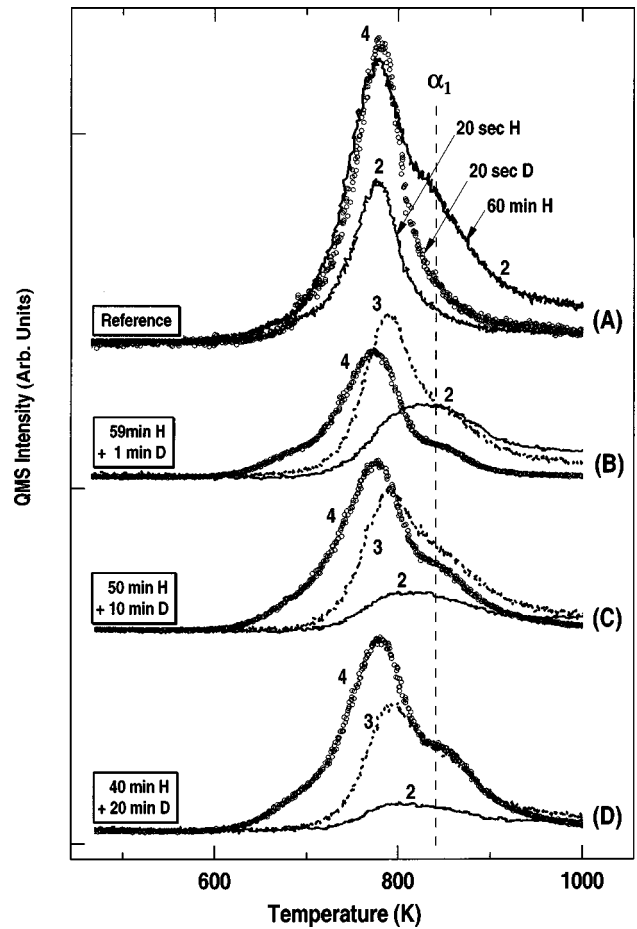 4
α1
20 sec H
20 sec D
2
60 min H
2
Reference
(A)
3
4
2
59min H
+ 1 min D
(B)
4
3
50 min H
+ 10 min D
2
(C)
4
3
40 min H
+ 20 min D
2
(D)
600
800
1000
Temperature (K)
QMS Intensity (Arb. Units)